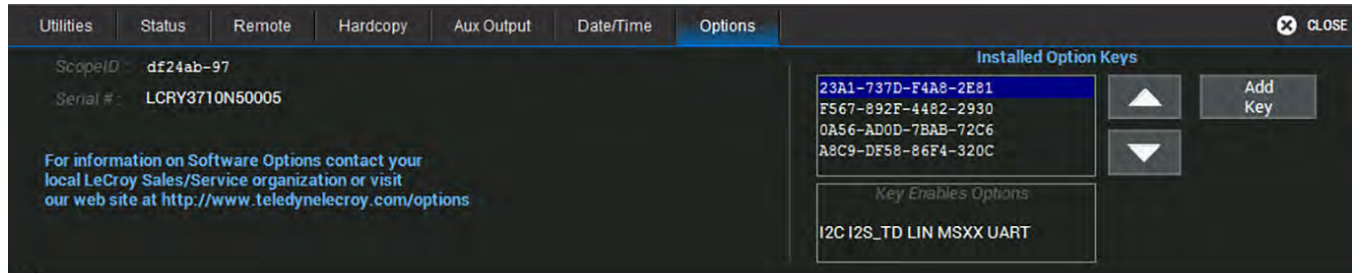 Utilities Status Remote Hardcopy Aux Output Date/Time Options CLOSE
ScopeID: df24ab-97
Serial #: LCRY3710N50005
For information on Software Options contact your
local LeCroy Sales/Service organization or visit
our web site at http://www.teledynelecroy.com/options
Installed Option Keys
23A1-737D-F4A8-2E81
F567-892F-4482-2930
0A56-AD0D-7BAB-72C6
A8C9-DF58-86F4-320C
Add
Key
Key Enables Options
I2C I2S_TD LIN MSXX UART